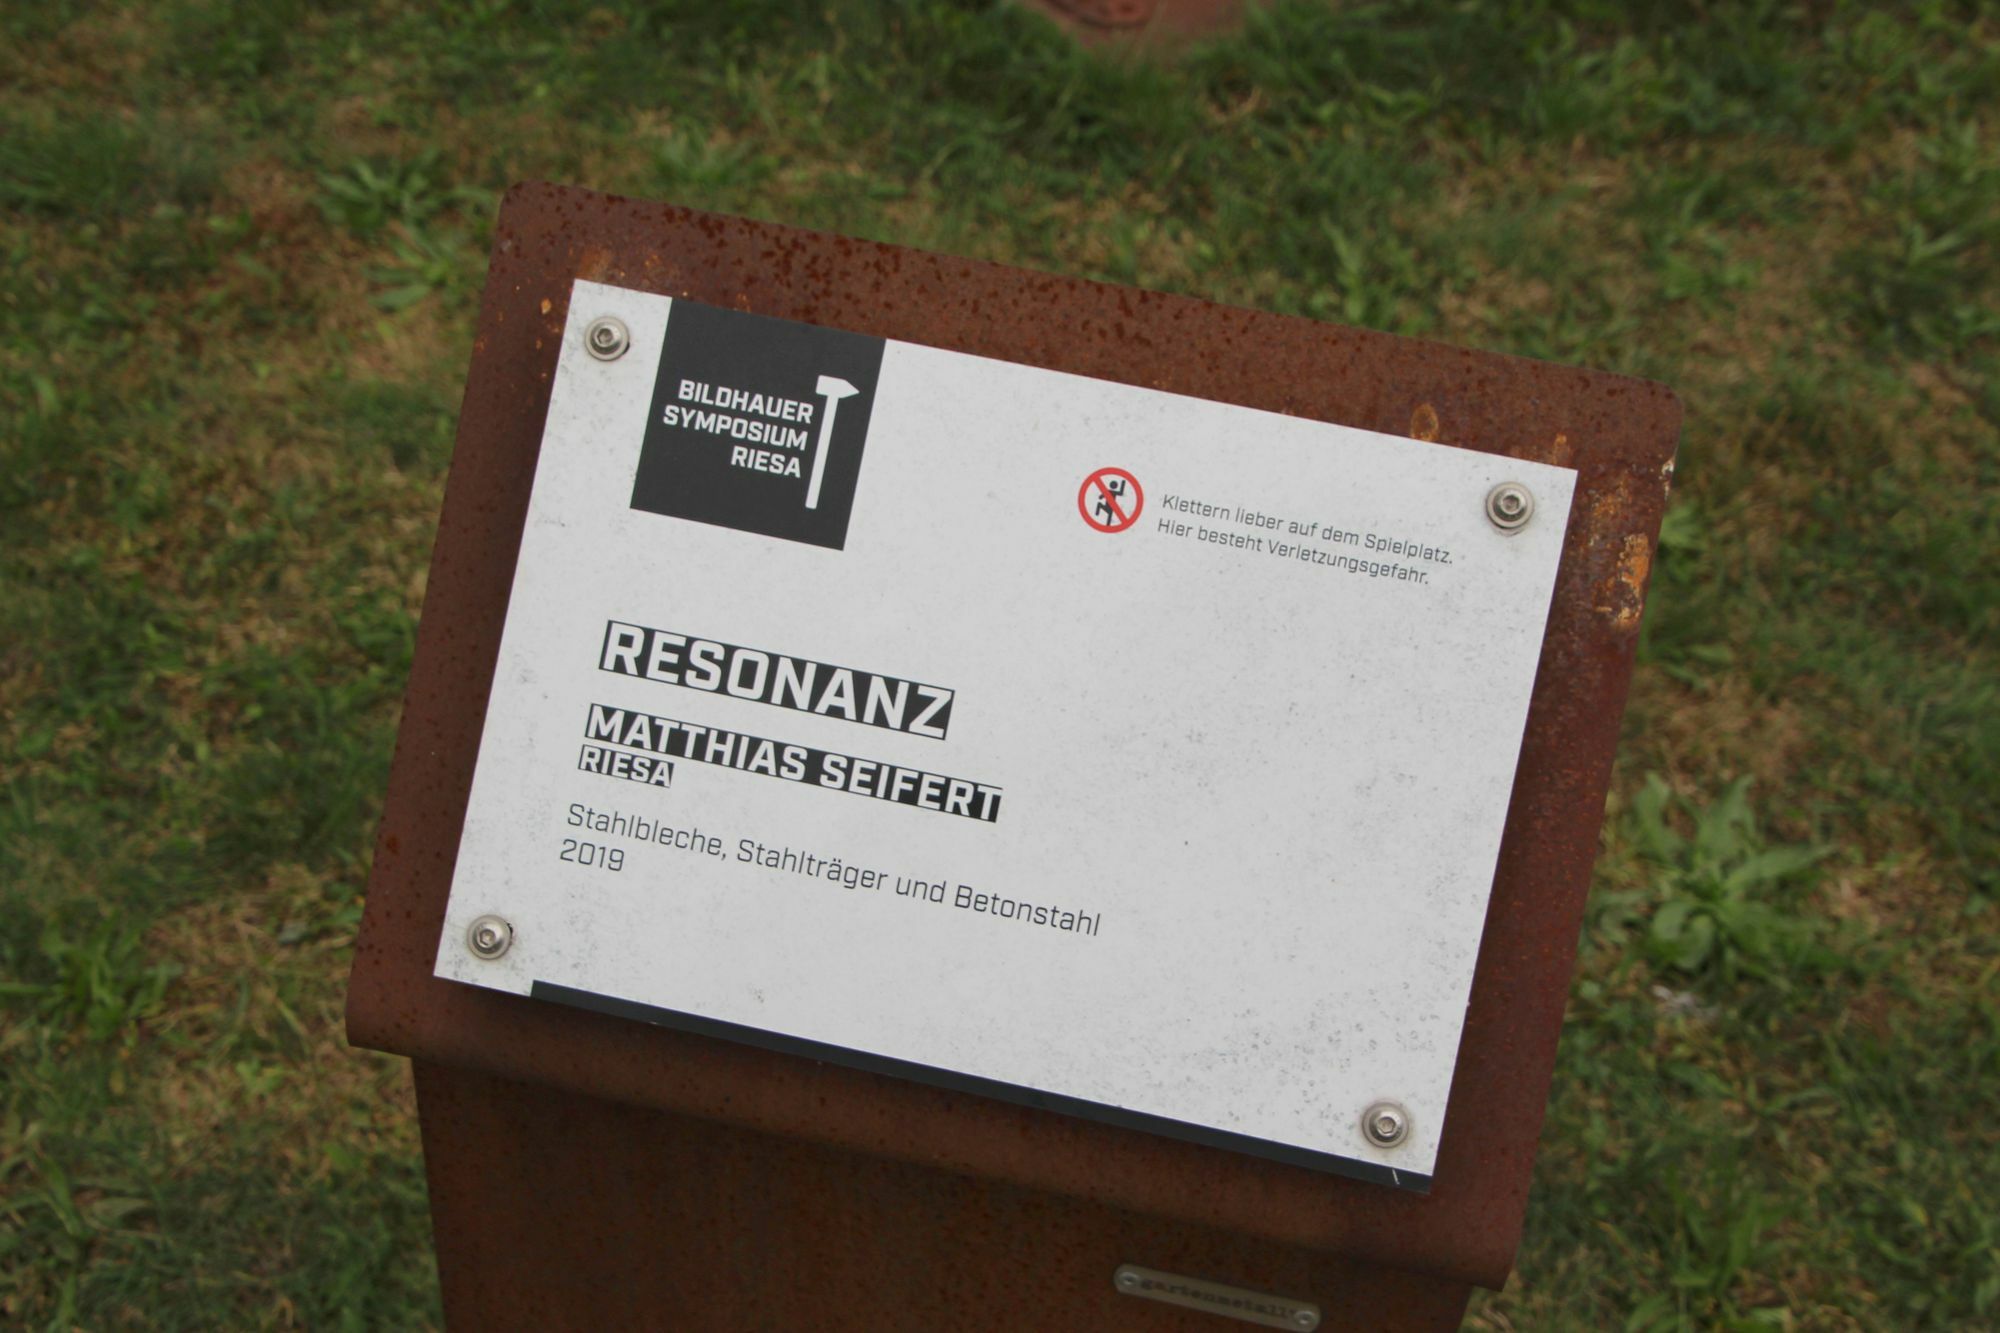 BILDHAUER
SYMPOSIUM
RIESA
Klettern lieber auf dem Spielplatz.
Hier besteht Verletzungsgefahr.
RESONANZ
MATTHIAS SEIFERT
RIESA
Stahlbleche, Stahlträger und Betonstahl
2019
gartenmetall